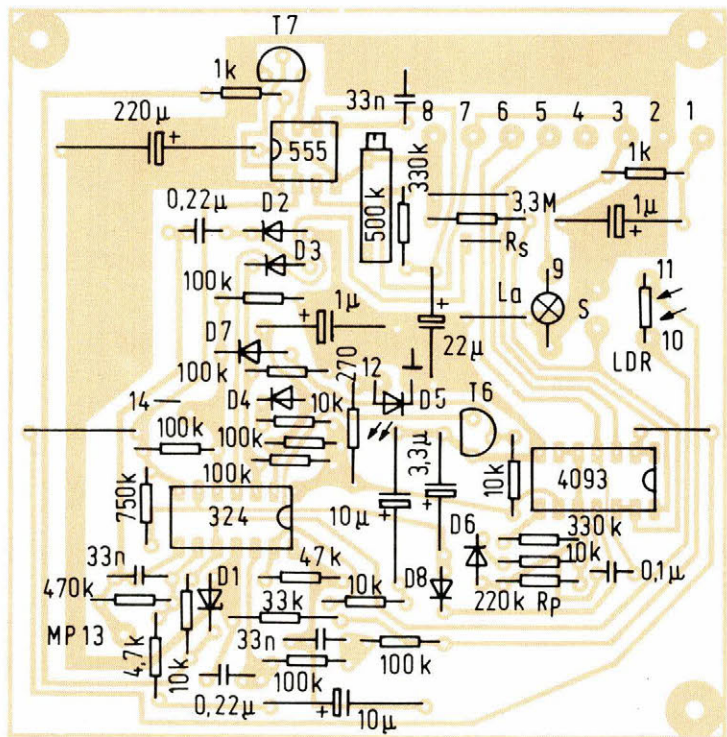 T7
1k
33n
8 7 6 5 4 3 2 1
220µ
+
555
500k
330k
1k
0,22µ
D2
3,3M
1µ
+
D3
Rs
100k
9
11
La
S
10
LDR
1µ
+
+
22µ
D7
270
12
⊥
100k
14
D4
10k
D5
T6
100k
100k
100k
3,3µ
750k
324
10µ
+
+
10k
4093
D6
330k
33n
D1
47k
10k
0,1µ
470k
10k
D8
220k
Rp
33k
MP13
33n
4,7k
10k
100k
100k
0,22µ
+
10µ